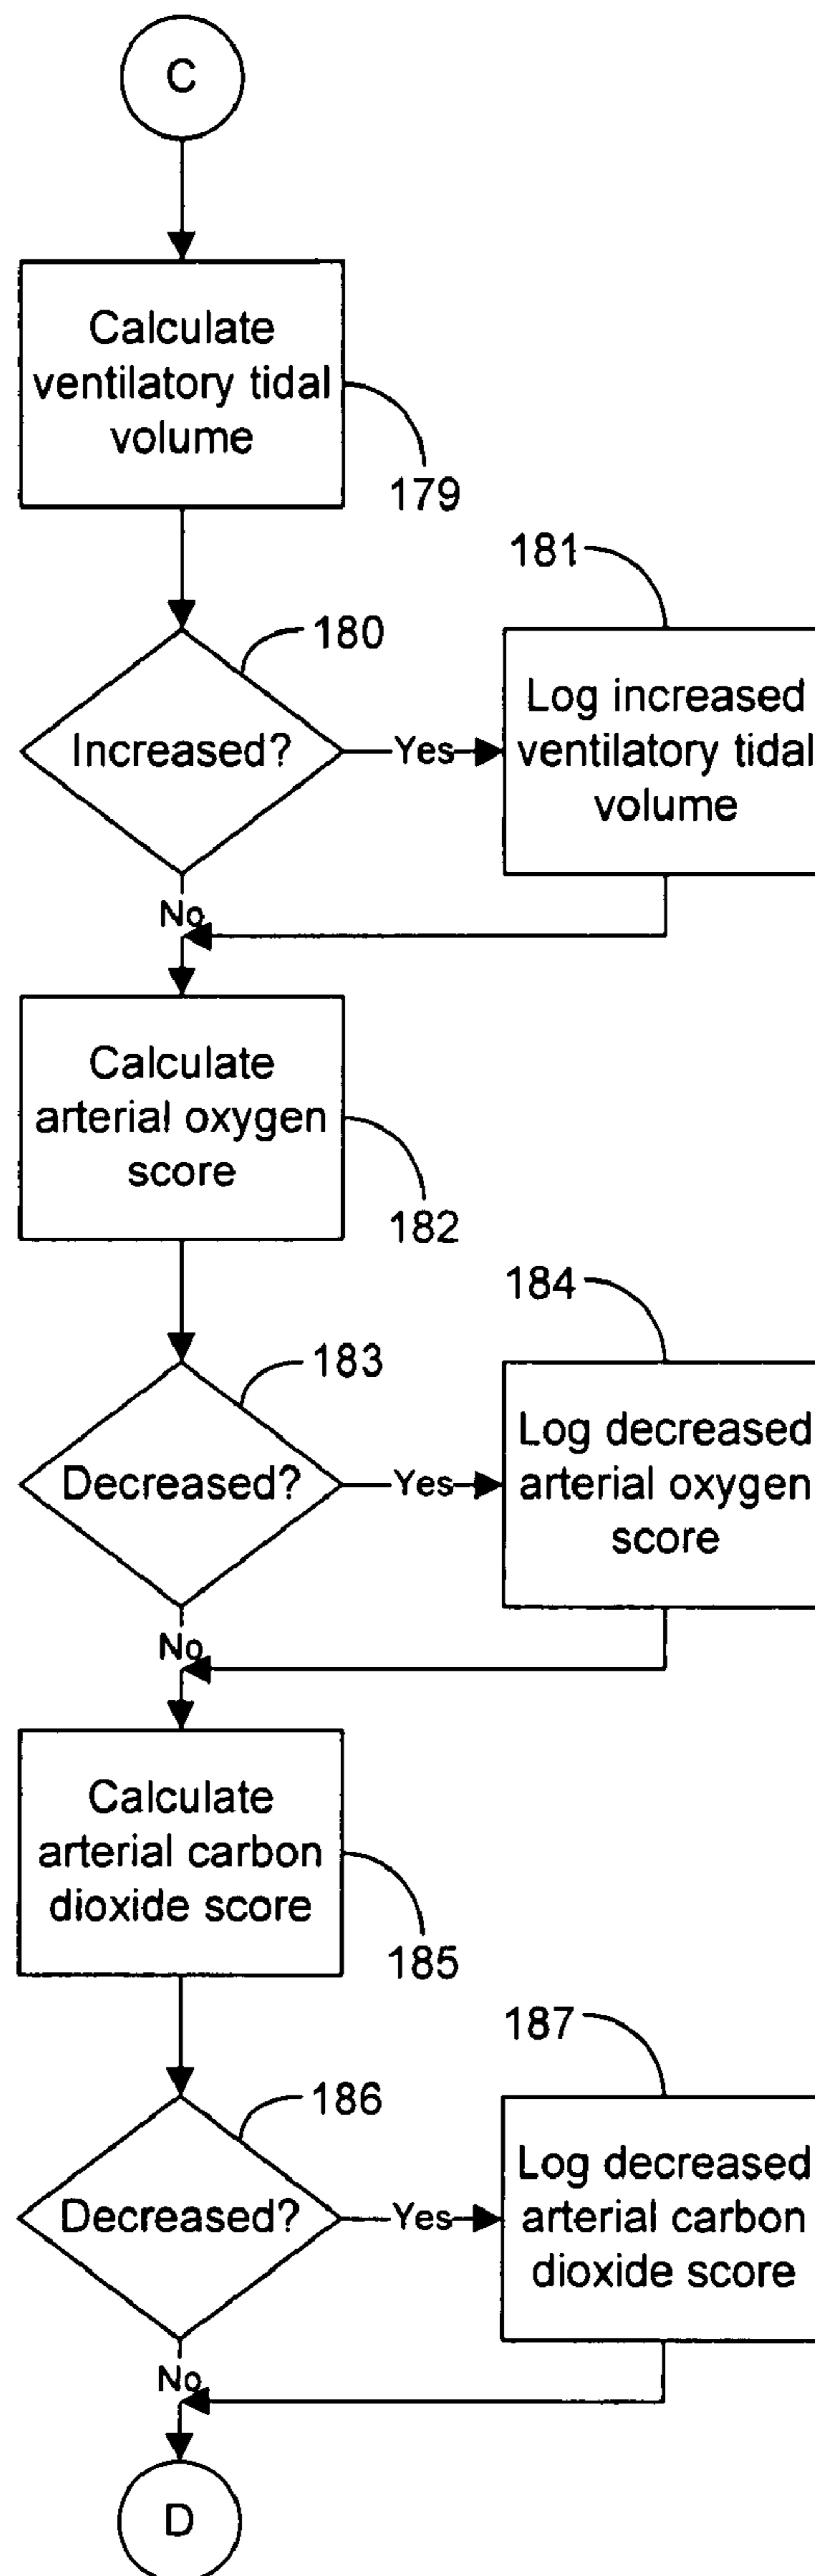 C
Calculate
ventilatory tidal
volume
179
181
180
Increased?
Yes
Log increased
ventilatory tidal
volume
No
Calculate
arterial oxygen
score
182
184
183
Decreased?
Yes
Log decreased
arterial oxygen
score
No
Calculate
arterial carbon
dioxide score
185
187
186
Decreased?
Yes
Log decreased
arterial carbon
dioxide score
No
D